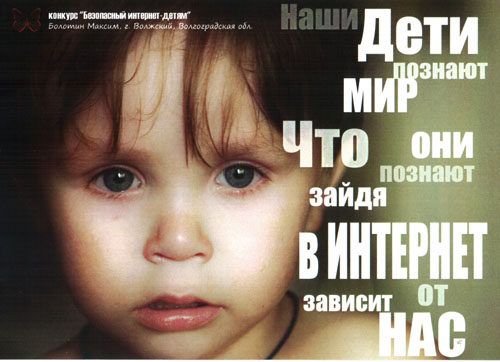 конкурс "Безопасный интернет-детям"
Болотин Максим, г. Волжский, Волгоградская обл.
Наши
Дети
познают
МИР
Что они
познают
зайдя
в ИНТЕРНЕТ
зависит от
НАС